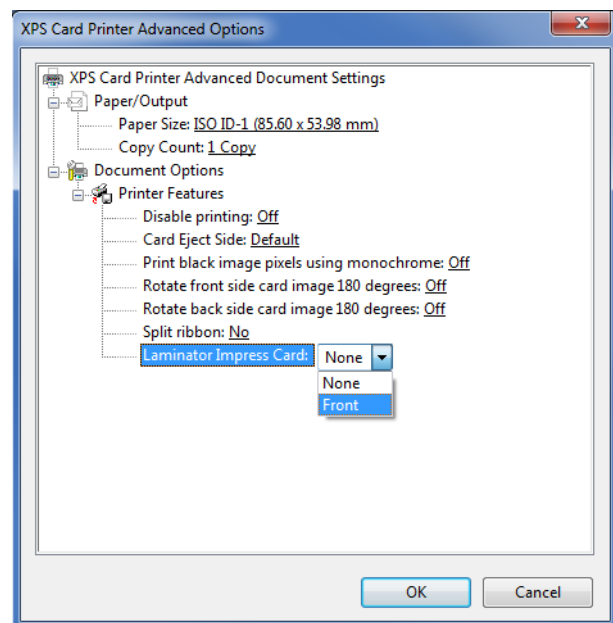 XPS Card Printer Advanced Options
XPS Card Printer Advanced Document Settings
Paper/Output
Paper Size: ISO ID-1 (85.60 x 53.98 mm)
Copy Count: 1 Copy
Document Options
Printer Features
Disable printing: Off
Card Eject Side: Default
Print black image pixels using monochrome: Off
Rotate front side card image 180 degrees: Off
Rotate back side card image 180 degrees: Off
Split ribbon: No
Laminator Impress Card: None
None
Front
OK Cancel